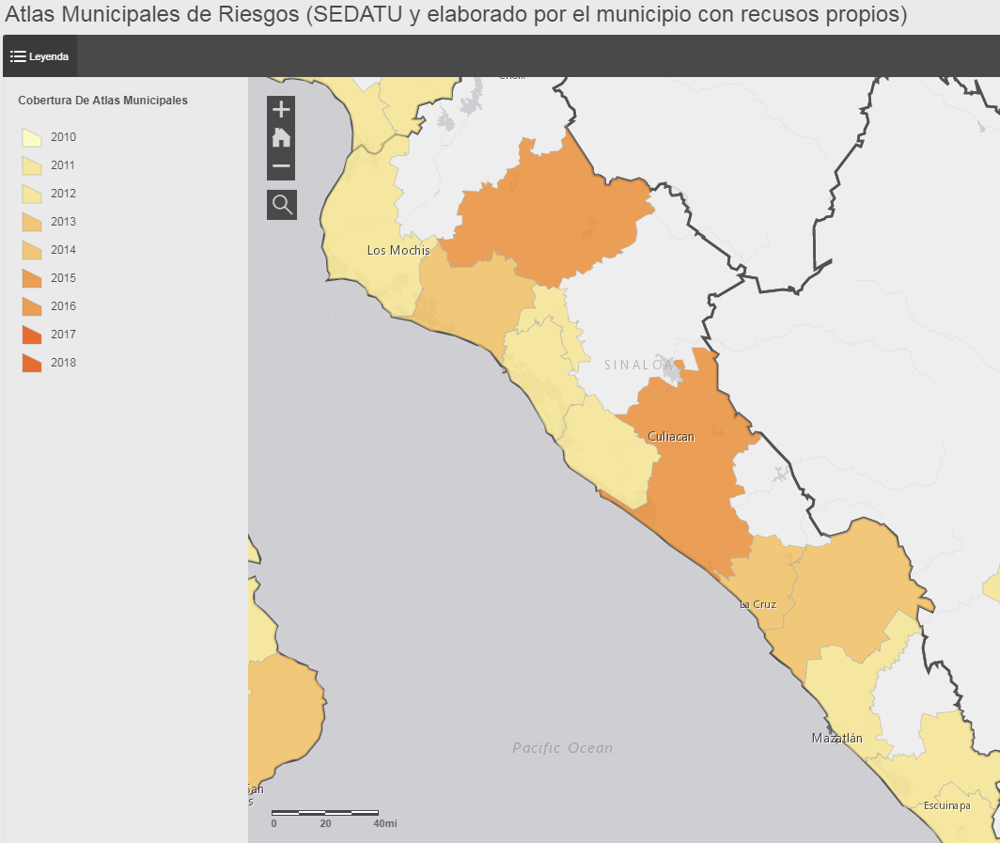 Atlas Municipales de Riesgos (SEDATU y elaborado por el municipio con recusos propios)
Leyenda
Cobertura De Atlas Municipales
2010
2011
2012
2013
2014
2015
2016
2017
2018
Los Mochis
SINALOA
Culiacan
La Cruz
Mazatlán
Pacific Ocean
Escuinapa
0 20 40mi